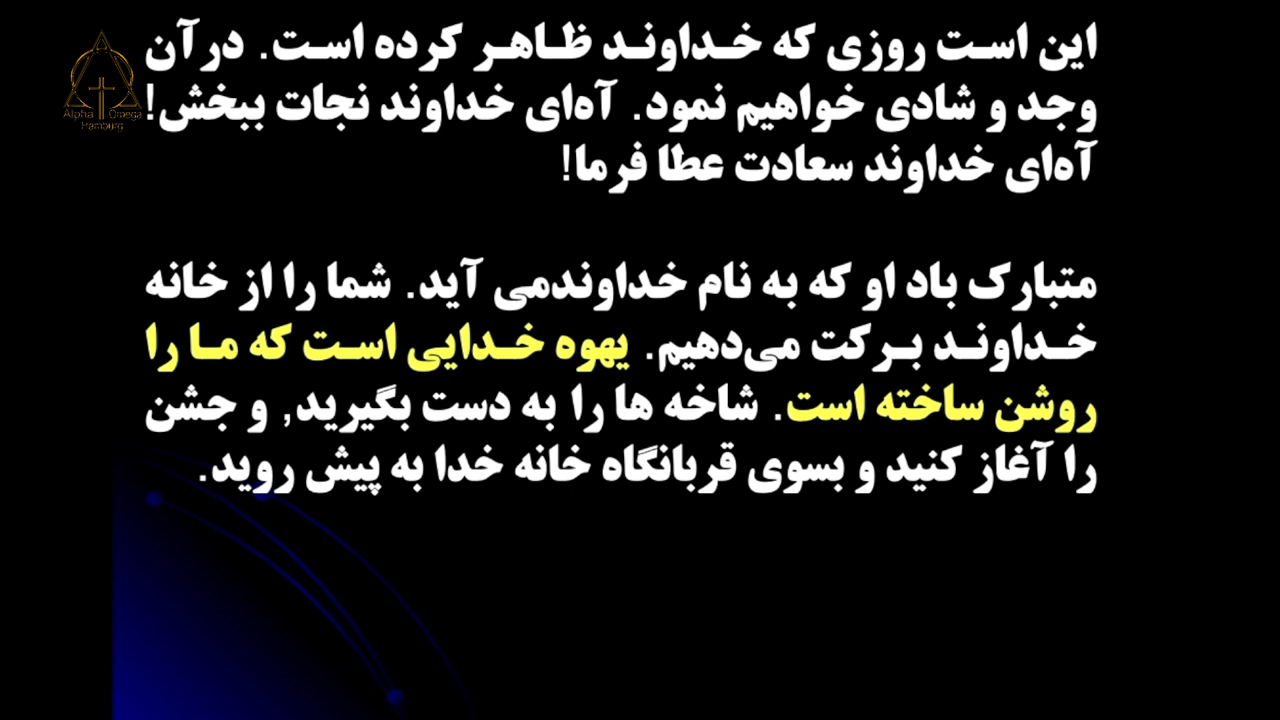 این است روزی که خداوند ظاهر کرده است. درآن
وجد و شادی خواهیم نمود. آه‌ای خداوند نجات ببخش!
آه‌ای خداوند سعادت عطا فرما!
متبارک باد او که به نام خداوندمی آید. شما را از خانه
خداوند برکت می‌دهیم. یهوه خدایی است که ما را
روشن ساخته است. شاخه ها را به دست بگیرید, و جشن
را آغاز کنید و بسوی قربانگاه خانه خدا به پیش روید.
Alpha Omega
Hamburg